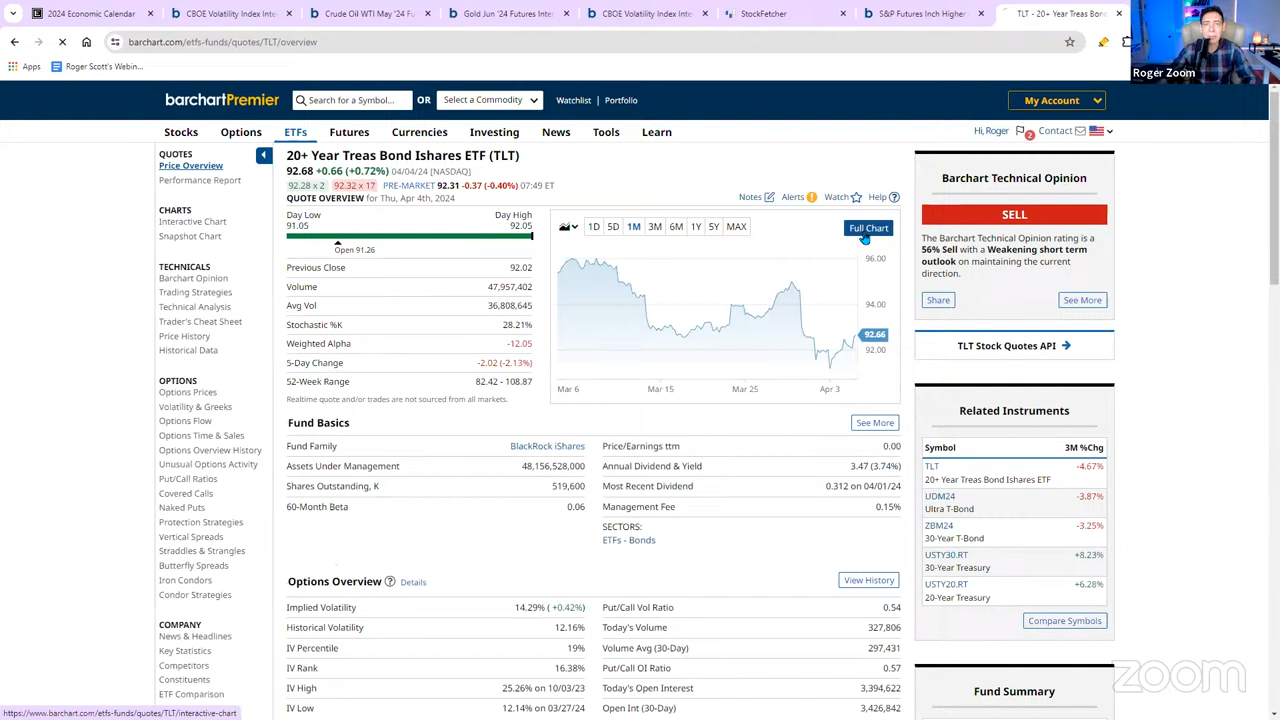 2024 Economic Calendar
CBOE Volatility Index Inte
Crude Oil WTI May '24 Fu
Gold Jun '24 Futures Inter
CBOE Volatility Index Inte
StockFetcher
S&P Futures Inch Higher
TLT - 20+ Year Treas Bond
barchart.com/etfs-funds/quotes/TLT/overview
Apps
Roger Scott's Webin...
Roger Zoom
barchartPremier
Search for a Symbol...
OR
Select a Commodity
Watchlist | Portfolio
My Account
Stocks
Options
ETFs
Futures
Currencies
Investing
News
Tools
Learn
Hi, Roger
2
Contact
QUOTES
Price Overview
Performance Report
CHARTS
Interactive Chart
Snapshot Chart
TECHNICALS
Barchart Opinion
Trading Strategies
Technical Analysis
Trader's Cheat Sheet
Price History
Historical Data
OPTIONS
Options Prices
Volatility & Greeks
Options Flow
Options Time & Sales
Options Overview History
Unusual Options Activity
Put/Call Ratios
Covered Calls
Naked Puts
Protection Strategies
Vertical Spreads
Straddles & Strangles
Butterfly Spreads
Iron Condors
Condor Strategies
COMPANY
News & Headlines
Key Statistics
Competitors
Constituents
ETF Comparison
20+ Year Treas Bond Ishares ETF (TLT)
92.68 +0.66 (+0.72%) 04/04/24 [NASDAQ]
92.28 x 2 92.32 x 17 PRE-MARKET 92.31 -0.37 (-0.40%) 07:49 ET
QUOTE OVERVIEW for Thu, Apr 4th, 2024
Notes
Alerts
Watch
Help
Day Low
91.05
Day High
92.05
Open 91.26
Previous Close 92.02
Volume 47,957,402
Avg Vol 36,808,645
Stochastic %K 28.21%
Weighted Alpha -12.05
5-Day Change -2.02 (-2.13%)
52-Week Range 82.42 - 108.87
Realtime quote and/or trades are not sourced from all markets.
1D 5D 1M 3M 6M 1Y 5Y MAX
Full Chart
96.00
94.00
92.66
92.00
Mar 6
Mar 15
Mar 25
Apr 3
Fund Basics
See More
Fund Family BlackRock iShares
Assets Under Management 48,156,528,000
Shares Outstanding, K 519,600
60-Month Beta 0.06
Price/Earnings ttm 0.00
Annual Dividend & Yield 3.47 (3.74%)
Most Recent Dividend 0.312 on 04/01/24
Management Fee 0.15%
SECTORS:
ETFs - Bonds
Options Overview
Details
View History
Implied Volatility 14.29% ( +0.42%)
Historical Volatility 12.16%
IV Percentile 19%
IV Rank 16.38%
IV High 25.26% on 10/03/23
IV Low 12.14% on 03/27/24
Put/Call Vol Ratio 0.54
Today's Volume 327,806
Volume Avg (30-Day) 297,431
Put/Call OI Ratio 0.57
Today's Open Interest 3,394,622
Open Int (30-Day) 3,426,842
Barchart Technical Opinion
SELL
The Barchart Technical Opinion rating is a
56% Sell with a Weakening short term
outlook on maintaining the current
direction.
Share
See More
TLT Stock Quotes API
Related Instruments
Symbol 3M %Chg
TLT -4.67%
20+ Year Treas Bond Ishares ETF
UDM24 -3.87%
Ultra T-Bond
ZBM24 -3.25%
30-Year T-Bond
USTY30.RT +8.23%
30-Year Treasury
USTY20.RT +6.28%
20-Year Treasury
Compare Symbols
Fund Summary
zoom
https://www.barchart.com/etfs-funds/quotes/TLT/interactive-chart